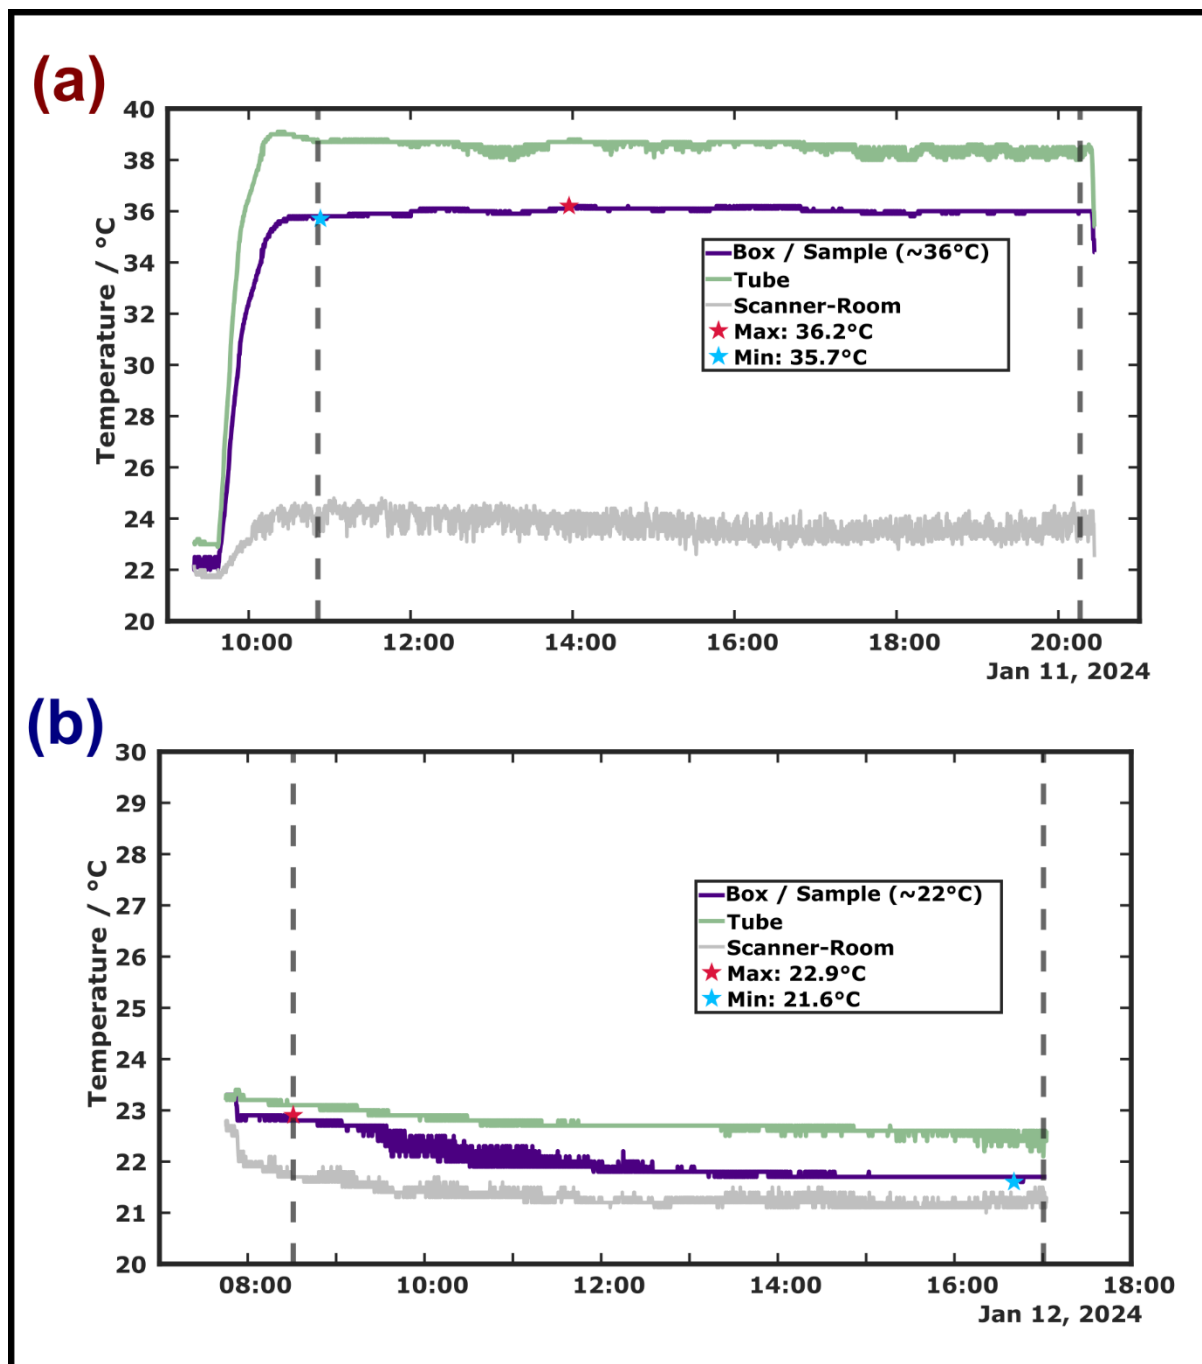 (a)
40
38
36
34
32
30
28
26
24
22
20
Temperature / °C
Box / Sample (~36°C)
Tube
Scanner-Room
Max: 36.2°C
Min: 35.7°C
10:00 12:00 14:00 16:00 18:00 20:00
Jan 11, 2024
(b)
30
29
28
27
26
25
24
23
22
21
20
Temperature / °C
Box / Sample (~22°C)
Tube
Scanner-Room
Max: 22.9°C
Min: 21.6°C
08:00 10:00 12:00 14:00 16:00 18:00
Jan 12, 2024